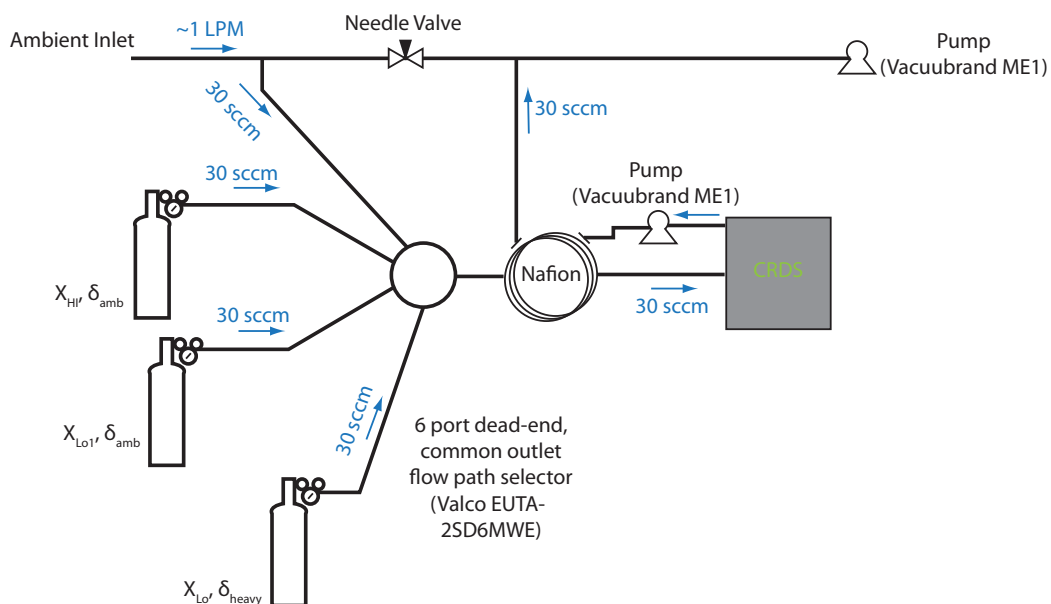 Ambient Inlet
~1 LPM
Needle Valve
Pump
(Vacuubrand ME1)
30 sccm
30 sccm
30 sccm
Pump
(Vacuubrand ME1)
X_HI, δ_amb
Nafion
CRDS
30 sccm
30 sccm
X_Lo1, δ_amb
30 sccm
6 port dead-end,
common outlet
flow path selector
(Valco EUTA-
2SD6MWE)
X_Lo, δ_heavy